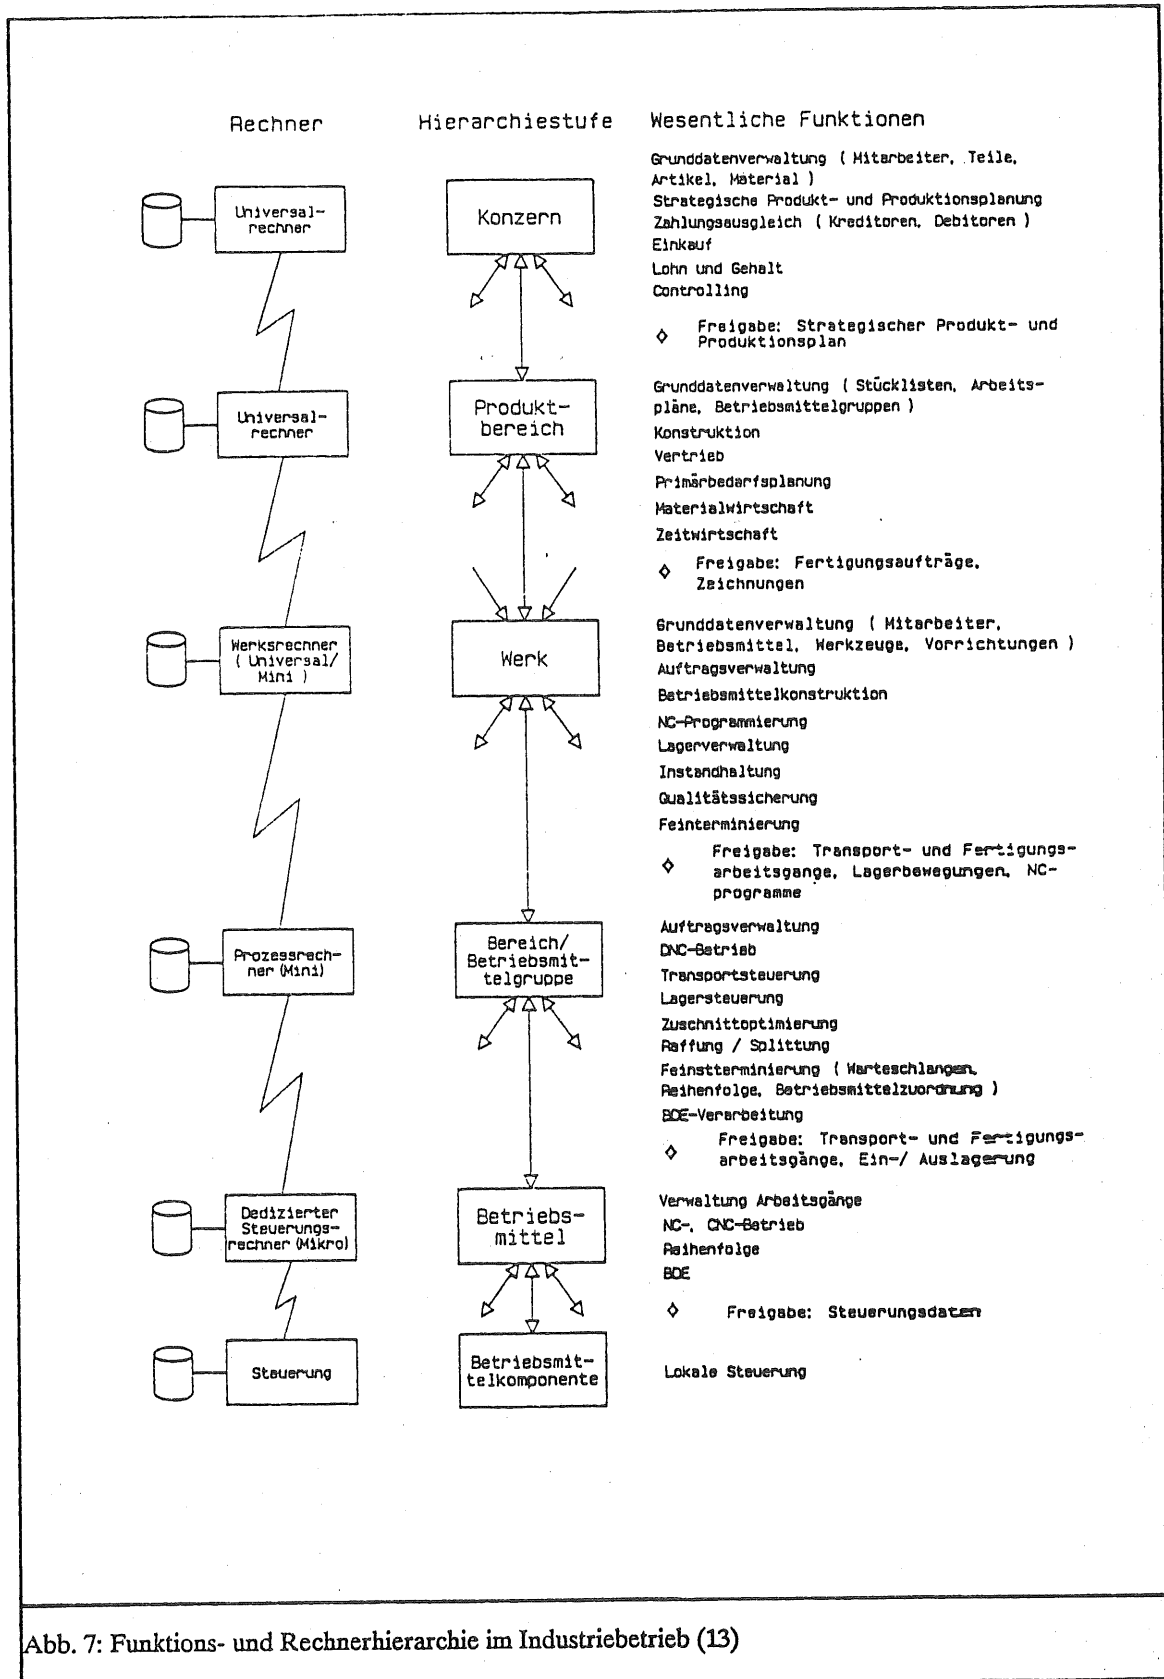 Rechner
Hierarchiestufe
Wesentliche Funktionen
Universal-
rechner
Konzern
Grunddatenverwaltung ( Mitarbeiter, Teile,
Artikel, Material )
Strategische Produkt- und Produktionsplanung
Zahlungsausgleich ( Kreditoren, Debitoren )
Einkauf
Lohn und Gehalt
Controlling
Freigabe: Strategischer Produkt- und
Produktionsplan
Universal-
rechner
Produkt-
bereich
Grunddatenverwaltung ( Stücklisten, Arbeits-
pläne, Betriebsmittelgruppen )
Konstruktion
Vertrieb
Primärbedarfsplanung
Materialwirtschaft
Zeitwirtschaft
Freigabe: Fertigungsaufträge,
Zeichnungen
Werksrechner
( Universal/
Mini )
Werk
Grunddatenverwaltung ( Mitarbeiter,
Betriebsmittel, Werkzeuge, Vorrichtungen )
Auftragsverwaltung
Betriebsmittelkonstruktion
NC-Programmierung
Lagerverwaltung
Instandhaltung
Qualitätssicherung
Feinterminierung
Freigabe: Transport- und Fertigungs-
arbeitsgange, Lagerbewegungen, NC-
programme
Prozessrech-
ner (Mini)
Bereich/
Betriebsmit-
telgruppe
Auftragsverwaltung
DNC-Betrieb
Transportsteuerung
Lagersteuerung
Zuschnittoptimierung
Raffung / Splittung
Feinstterminierung ( Warteschlangen,
Reihenfolge, Betriebsmittelzuordnung )
BDE-Verarbeitung
Freigabe: Transport- und Fertigungs-
arbeitsgänge, Ein-/ Auslagerung
Dedizierter
Steuerungs-
rechner (Mikro)
Betriebs-
mittel
Verwaltung Arbeitsgänge
NC-, CNC-Betrieb
Reihenfolge
BDE
Freigabe: Steuerungsdaten
Steuerung
Betriebsmit-
telkomponente
Lokale Steuerung
Abb. 7: Funktions- und Rechnerhierarchie im Industriebetrieb (13)